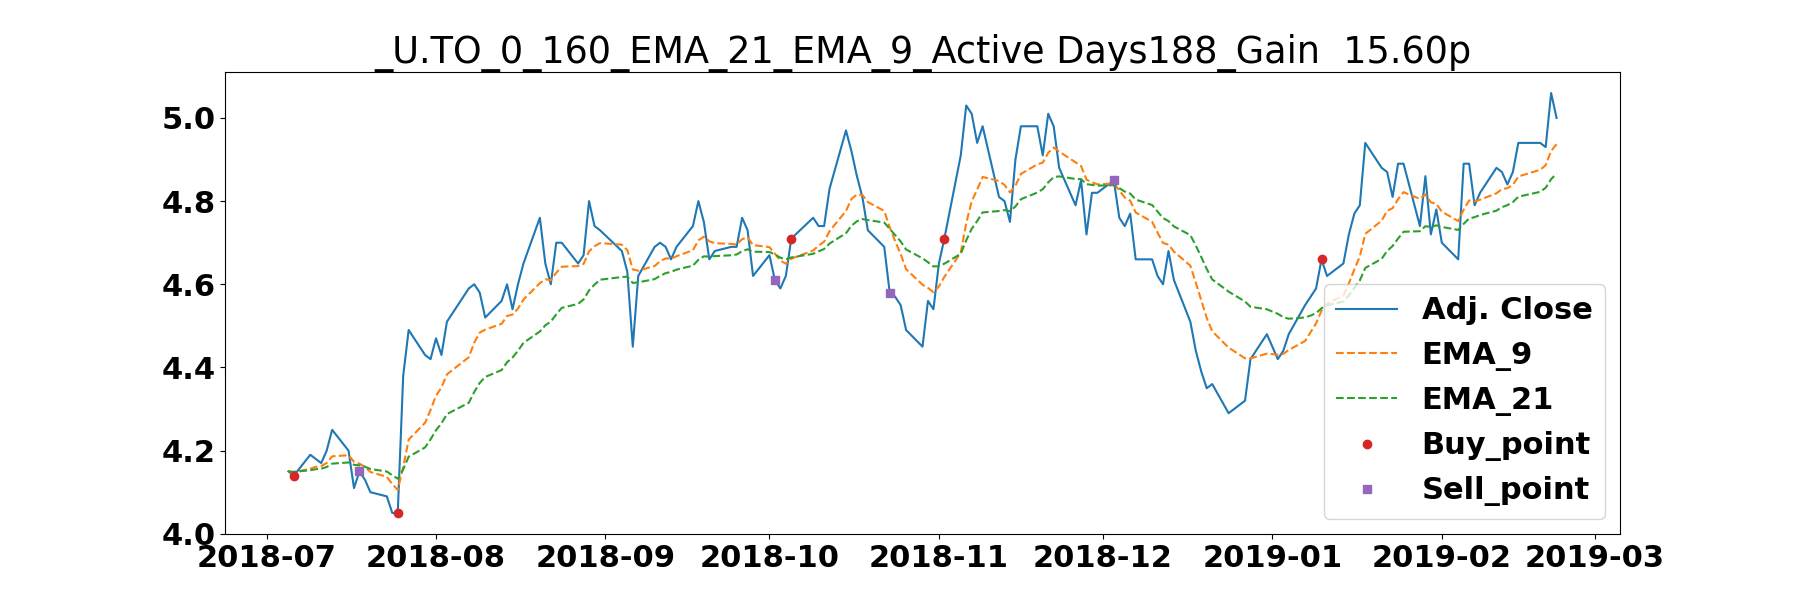 _U.TO_0_160_EMA_21_EMA_9_Active Days188_Gain  15.60p
5.0
4.8
4.6
4.4
4.2
4.0
Adj. Close
EMA_9
EMA_21
Buy_point
Sell_point
2018-07 2018-08 2018-09 2018-10 2018-11 2018-12 2019-01 2019-02 2019-03